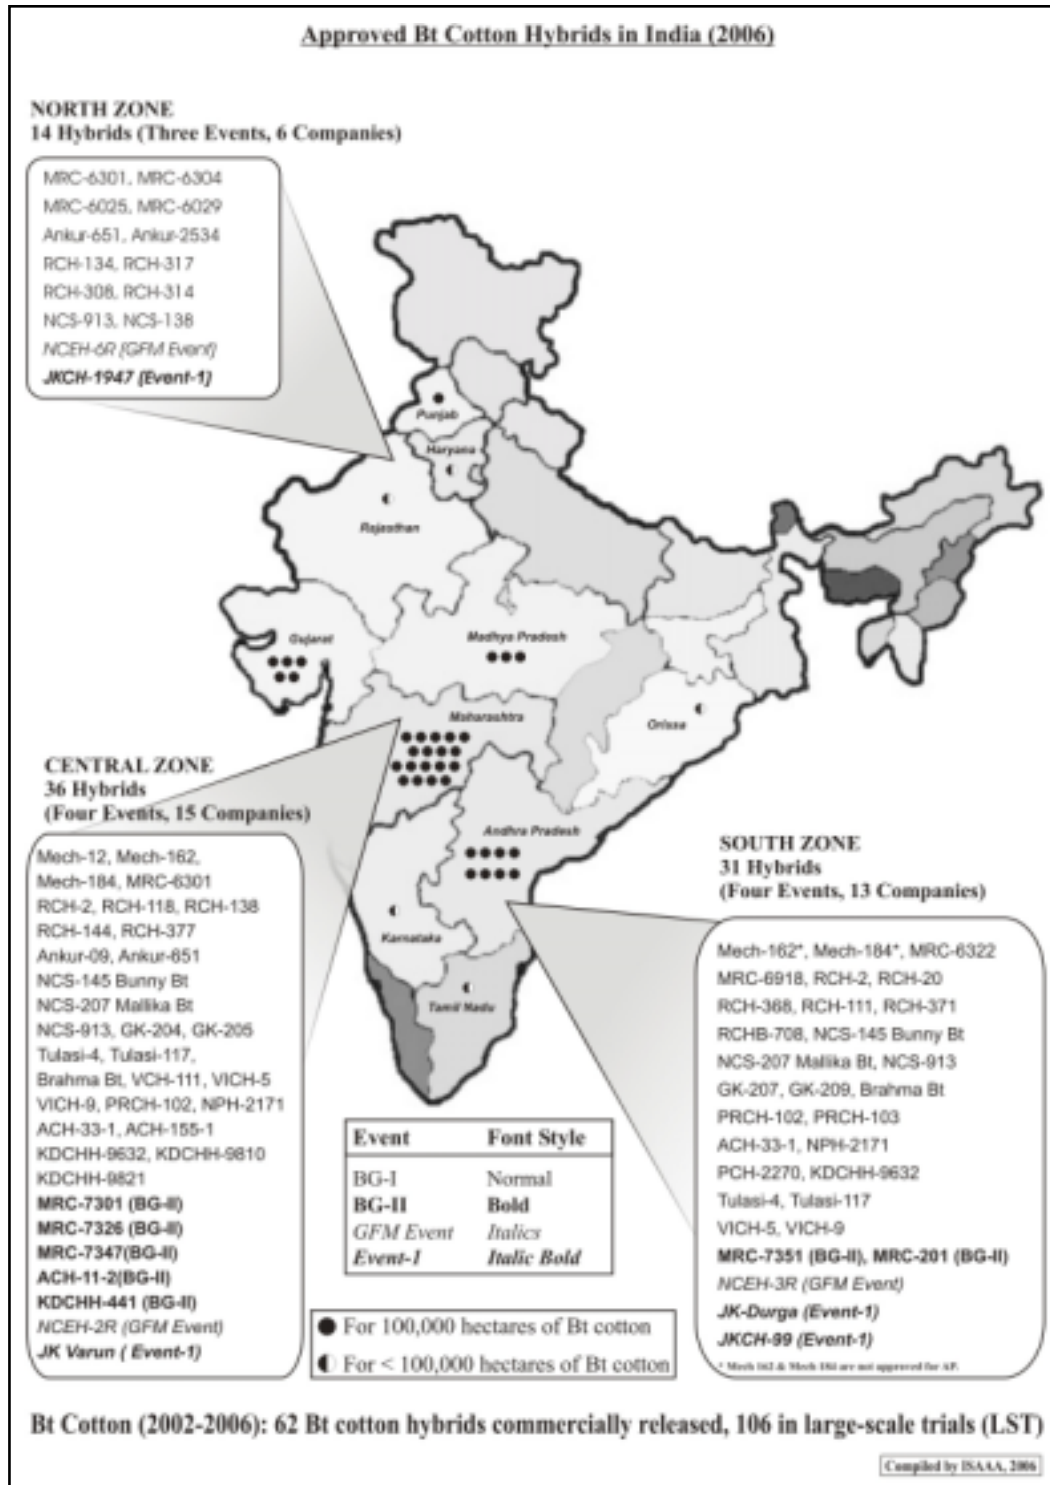 Approved Bt Cotton Hybrids in India (2006)
NORTH ZONE
14 Hybrids (Three Events, 6 Companies)
MRC-6301, MRC-6304
MRC-6025, MRC-6029
Ankur-651, Ankur-2534
RCH-134, RCH-317
RCH-308, RCH-314
NCS-913, NCS-138
NCEH-6R (GFM Event)
JKCH-1947 (Event-1)
Punjab
Haryana
Rajasthan
Gujarat
Madhya Pradesh
Maharashtra
Orissa
Andhra Pradesh
Karnataka
Tamil Nadu
CENTRAL ZONE
36 Hybrids
(Four Events, 15 Companies)
Mech-12, Mech-162,
Mech-184, MRC-6301
RCH-2, RCH-118, RCH-138
RCH-144, RCH-377
Ankur-09, Ankur-651
NCS-145 Bunny Bt
NCS-207 Mallika Bt
NCS-913, GK-204, GK-205
Tulasi-4, Tulasi-117,
Brahma Bt, VCH-111, VICH-5
VICH-9, PRCH-102, NPH-2171
ACH-33-1, ACH-155-1
KDCHH-9632, KDCHH-9810
KDCHH-9821
MRC-7301 (BG-II)
MRC-7326 (BG-II)
MRC-7347(BG-II)
ACH-11-2(BG-II)
KDCHH-441 (BG-II)
NCEH-2R (GFM Event)
JK Varun ( Event-1)
SOUTH ZONE
31 Hybrids
(Four Events, 13 Companies)
Mech-162*, Mech-184*, MRC-6322
MRC-6918, RCH-2, RCH-20
RCH-368, RCH-111, RCH-371
RCHB-708, NCS-145 Bunny Bt
NCS-207 Mallika Bt, NCS-913
GK-207, GK-209, Brahma Bt
PRCH-102, PRCH-103
ACH-33-1, NPH-2171
PCH-2270, KDCHH-9632
Tulasi-4, Tulasi-117
VICH-5, VICH-9
MRC-7351 (BG-II), MRC-201 (BG-II)
NCEH-3R (GFM Event)
JK-Durga (Event-1)
JKCH-99 (Event-1)
* Mech 162 & Mech 184 are not approved for AP.
Event Font Style
BG-I Normal
BG-II Bold
GFM Event Italics
Event-1 Italic Bold
For 100,000 hectares of Bt cotton
For < 100,000 hectares of Bt cotton
Bt Cotton (2002-2006): 62 Bt cotton hybrids commercially released, 106 in large-scale trials (LST)
Compiled by ISAAA, 2006